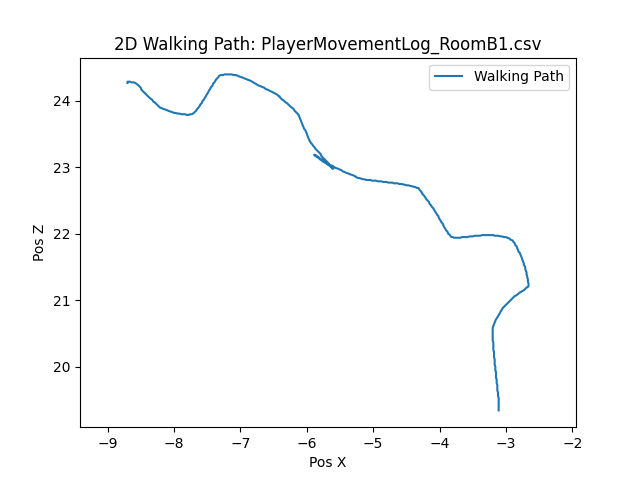 2D Walking Path: PlayerMovementLog_RoomB1.csv
Walking Path
24
23
22
21
20
Pos Z
−9 −8 −7 −6 −5 −4 −3 −2
Pos X